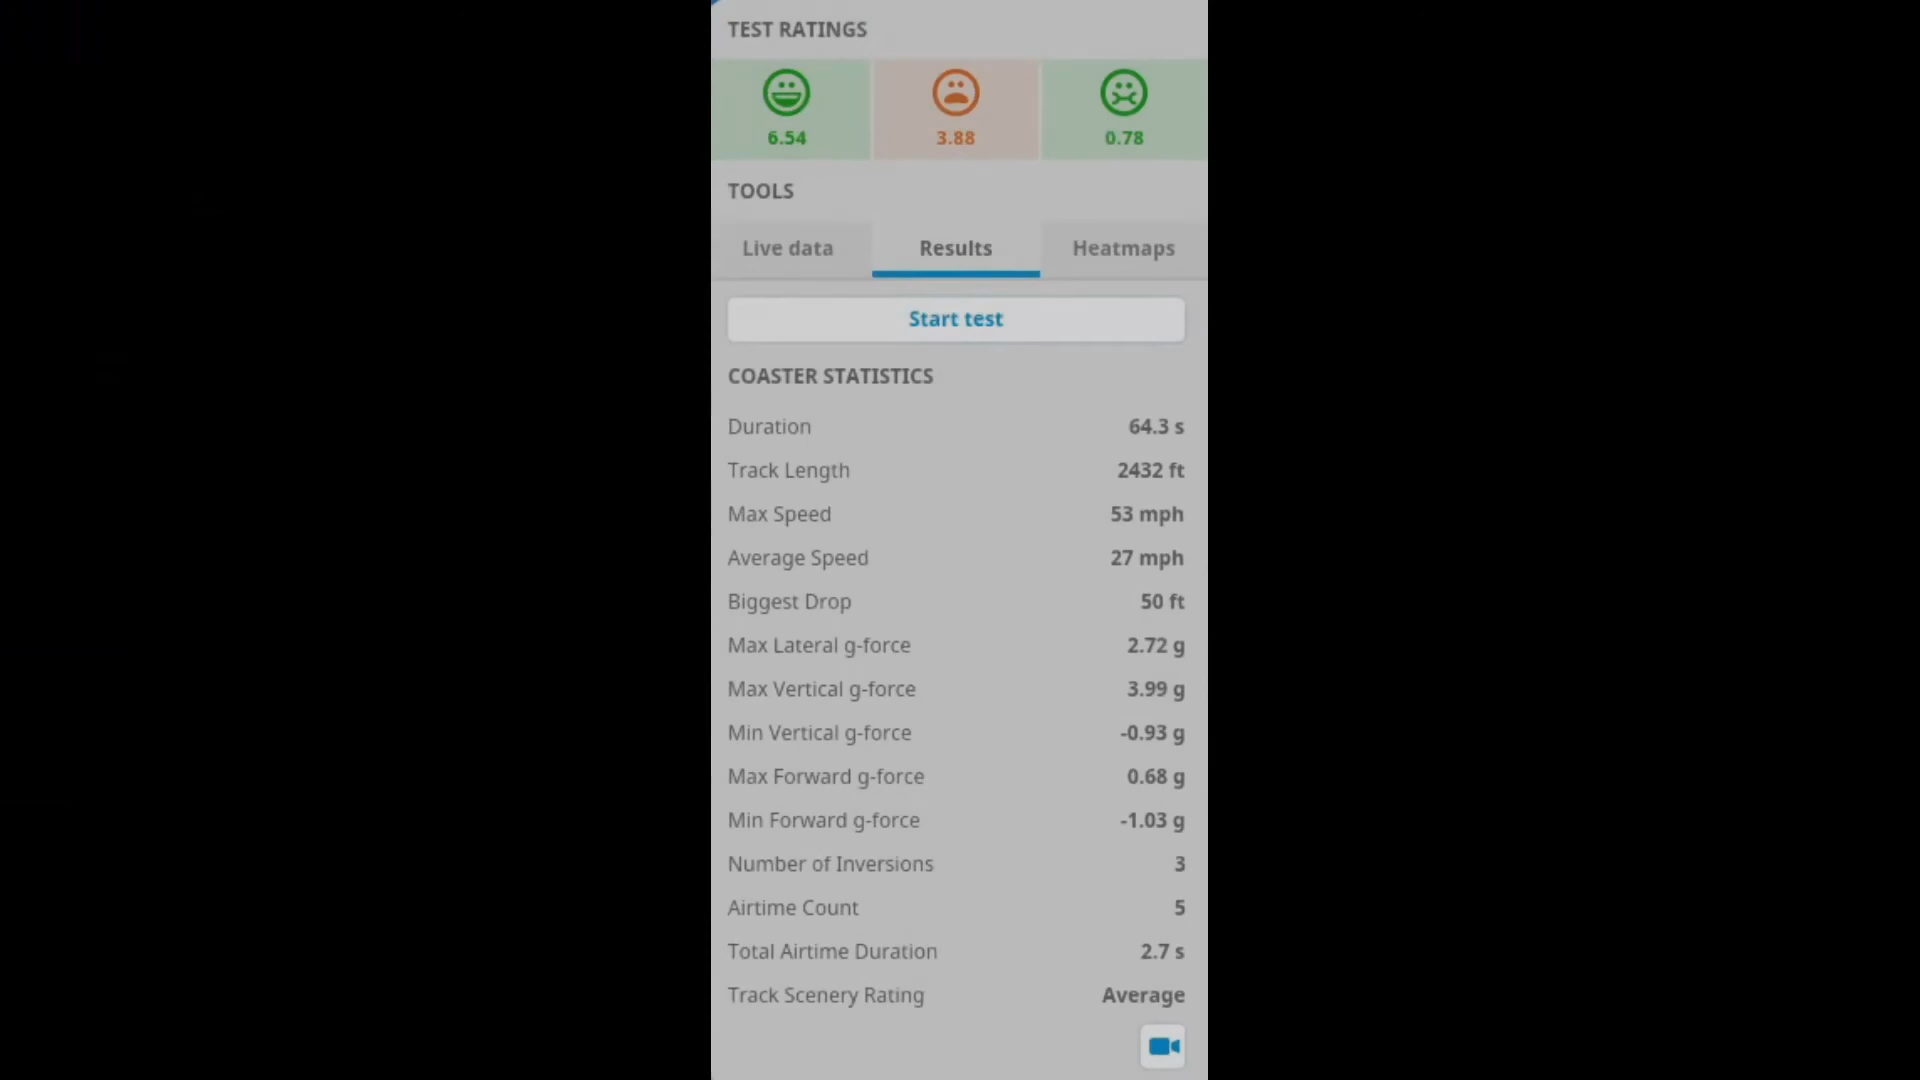 TEST RATINGS
6.54 3.88 0.78
TOOLS
Live data Results Heatmaps
Start test
COASTER STATISTICS
Duration 64.3 s
Track Length 2432 ft
Max Speed 53 mph
Average Speed 27 mph
Biggest Drop 50 ft
Max Lateral g-force 2.72 g
Max Vertical g-force 3.99 g
Min Vertical g-force -0.93 g
Max Forward g-force 0.68 g
Min Forward g-force -1.03 g
Number of Inversions 3
Airtime Count 5
Total Airtime Duration 2.7 s
Track Scenery Rating Average